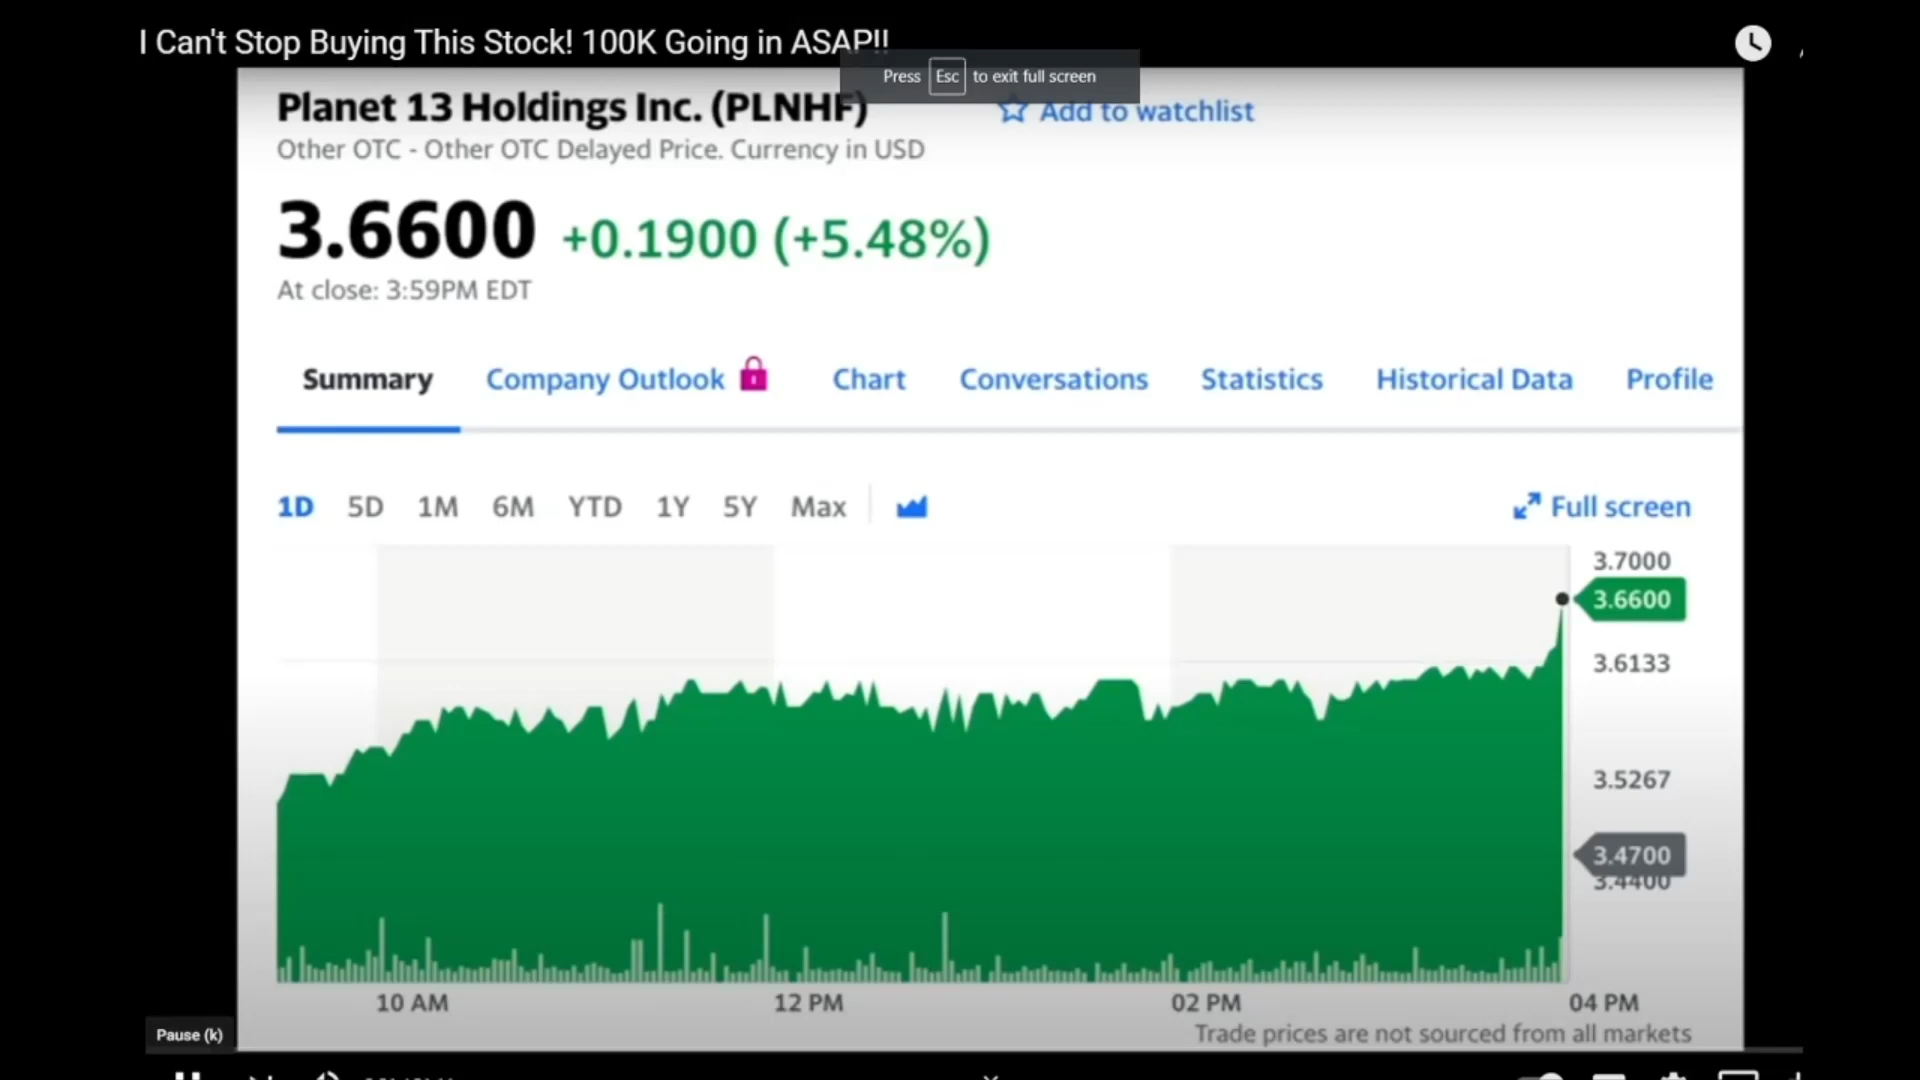 I Can't Stop Buying This Stock! 100K Going in ASAP!!
Press Esc to exit full screen
Planet 13 Holdings Inc. (PLNHF)
Add to watchlist
Other OTC - Other OTC Delayed Price. Currency in USD
3.6600 +0.1900 (+5.48%)
At close: 3:59PM EDT
Summary Company Outlook Chart Conversations Statistics Historical Data Profile
1D 5D 1M 6M YTD 1Y 5Y Max Full screen
3.7000
3.6600
3.6133
3.5267
3.4700
3.4400
10 AM 12 PM 02 PM 04 PM
Trade prices are not sourced from all markets
Pause (k)